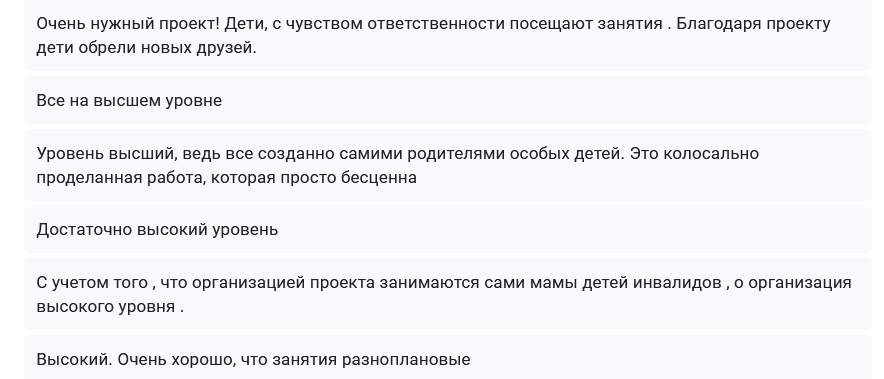 Очень нужный проект! Дети, с чувством ответственности посещают занятия . Благодаря проекту
дети обрели новых друзей.
Все на высшем уровне
Уровень высший, ведь все созданно самими родителями особых детей. Это колосально
проделанная работа, которая просто бесценна
Достаточно высокий уровень
С учетом того , что организацией проекта занимаются сами мамы детей инвалидов , о организация
высокого уровня .
Высокий. Очень хорошо, что занятия разноплановые